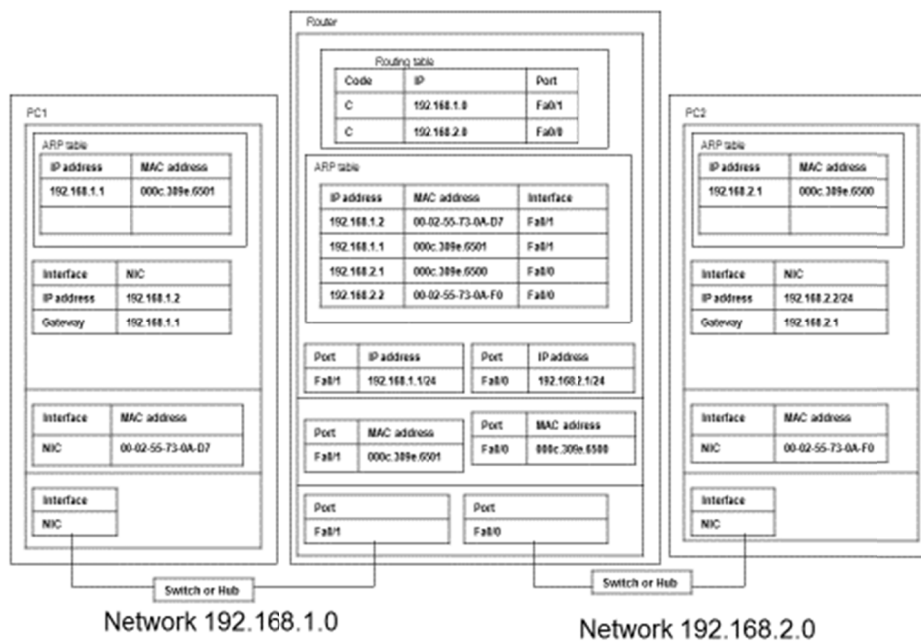 Router
Routing table
Code IP Port
C 192.168.1.0 Fa0/1
C 192.168.2.0 Fa0/0
ARP table
IP address MAC address Interface
192.168.1.2 00-02-55-73-0A-D7 Fa0/1
192.168.1.1 000c.309e.6501 Fa0/1
192.168.2.1 000c.309e.6500 Fa0/0
192.168.2.2 00-02-55-73-0A-F0 Fa0/0
Port IP address
Fa0/1 192.168.1.1/24
Port IP address
Fa0/0 192.168.2.1/24
Port MAC address
Fa0/1 000c.309e.6501
Port MAC address
Fa0/0 000c.309e.6500
Port
Fa0/1
Port
Fa0/0
PC1
ARP table
IP address MAC address
192.168.1.1 000c.309e.6501
Interface NIC
IP address 192.168.1.2
Gateway 192.168.1.1
Interface MAC address
NIC 00-02-55-73-0A-D7
Interface
NIC
PC2
ARP table
IP address MAC address
192.168.2.1 000c.309e.6500
Interface NIC
IP address 192.168.2.2/24
Gateway 192.168.2.1
Interface MAC address
NIC 00-02-55-73-0A-F0
Interface
NIC
Switch or Hub
Switch or Hub
Network 192.168.1.0
Network 192.168.2.0